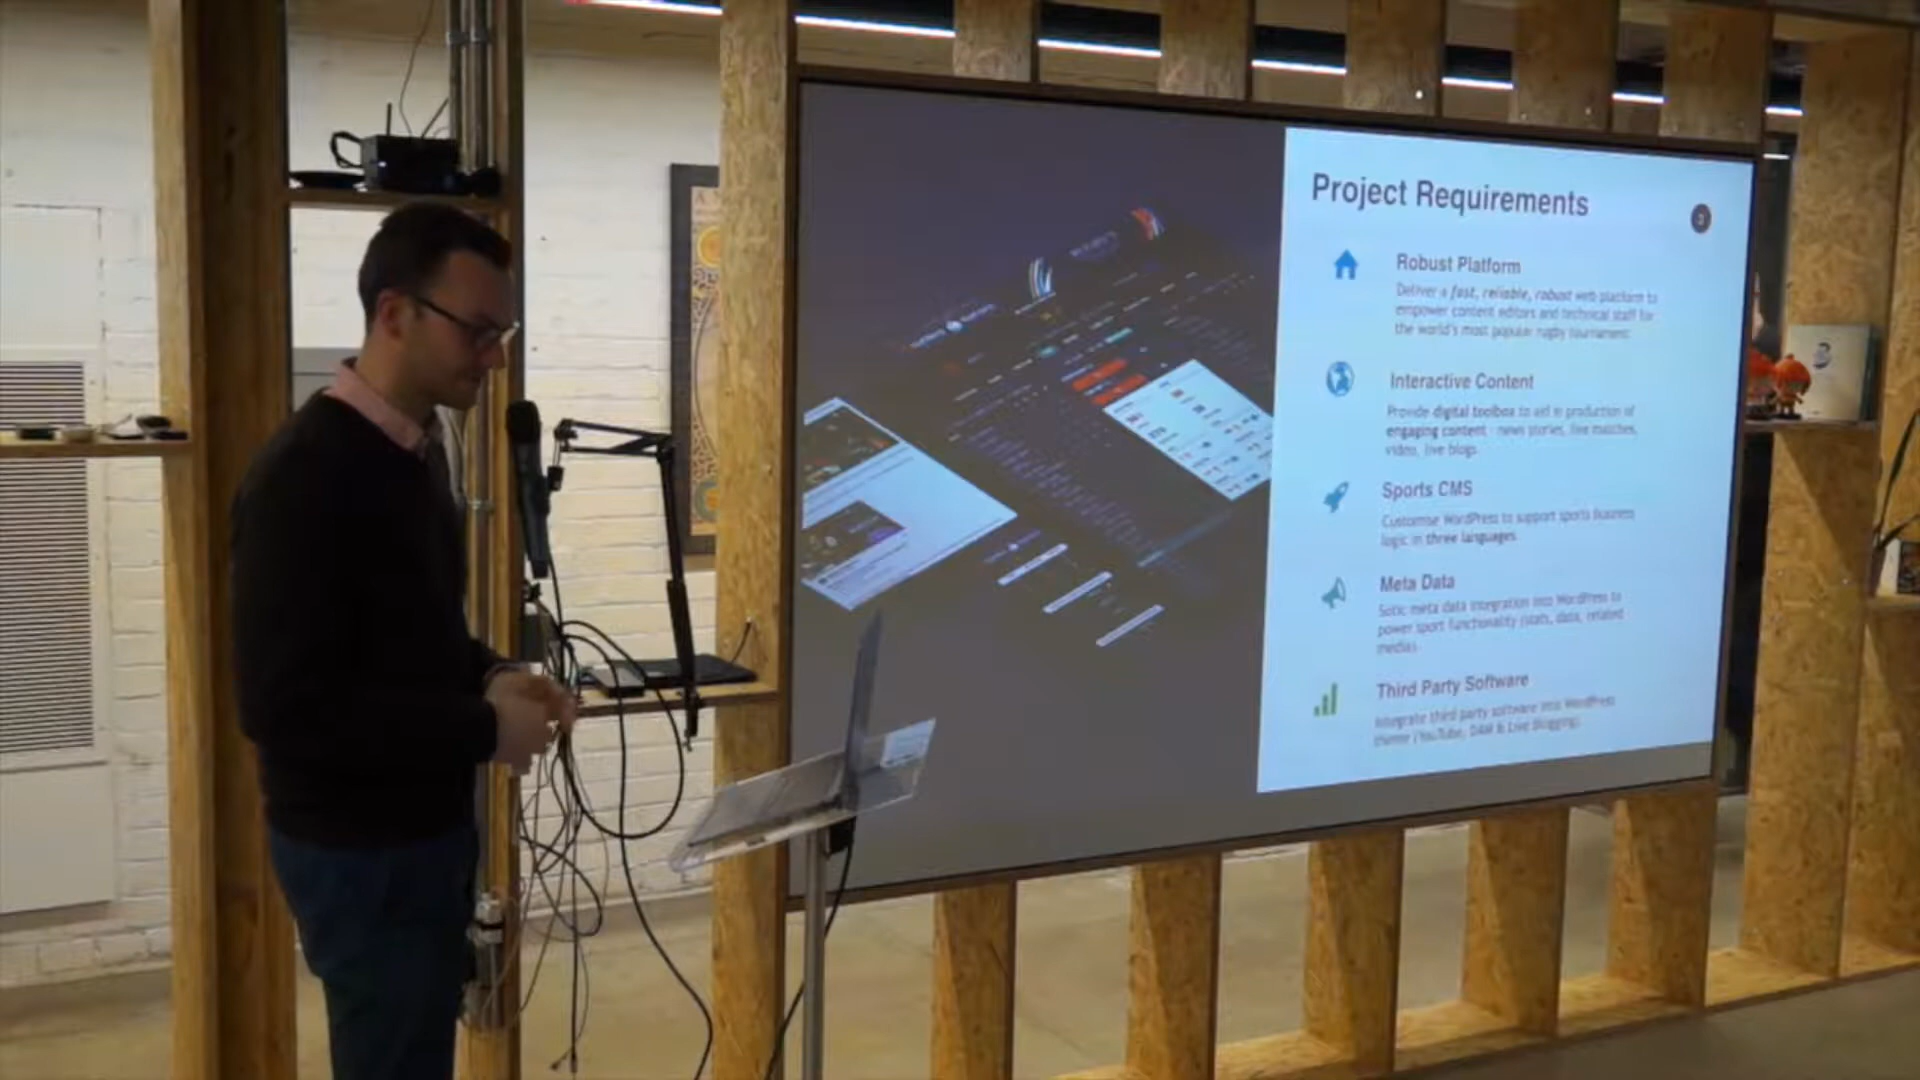 Project Requirements
3
Robust Platform
Deliver a fast, reliable, robust web platform to
empower content editors and technical staff for
the world's most popular rugby tournament
Interactive Content
Provide digital toolbox to aid in production of
engaging content - news stories, live matches,
video, live blogs
Sports CMS
Customise WordPress to support sports business
logic in three languages
Meta Data
Sotic meta data integration into WordPress to
power sport functionality (stats, data, related
media)
Third Party Software
Integrate third party software into WordPress
theme (YouTube, DAM & Live Blogging)